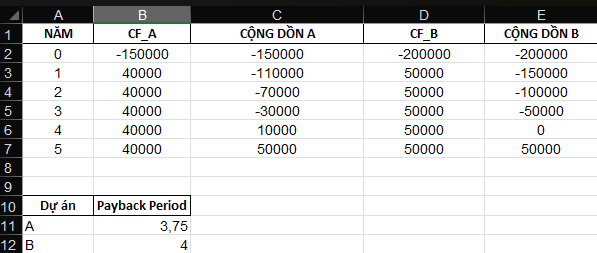 A B C D E
1 NĂM CF_A CỘNG DỒN A CF_B CỘNG DỒN B
2 0 -150000 -150000 -200000 -200000
3 1 40000 -110000 50000 -150000
4 2 40000 -70000 50000 -100000
5 3 40000 -30000 50000 -50000
6 4 40000 10000 50000 0
7 5 40000 50000 50000 50000
8
9
10 Dự án Payback Period
11 A 3,75
12 B 4